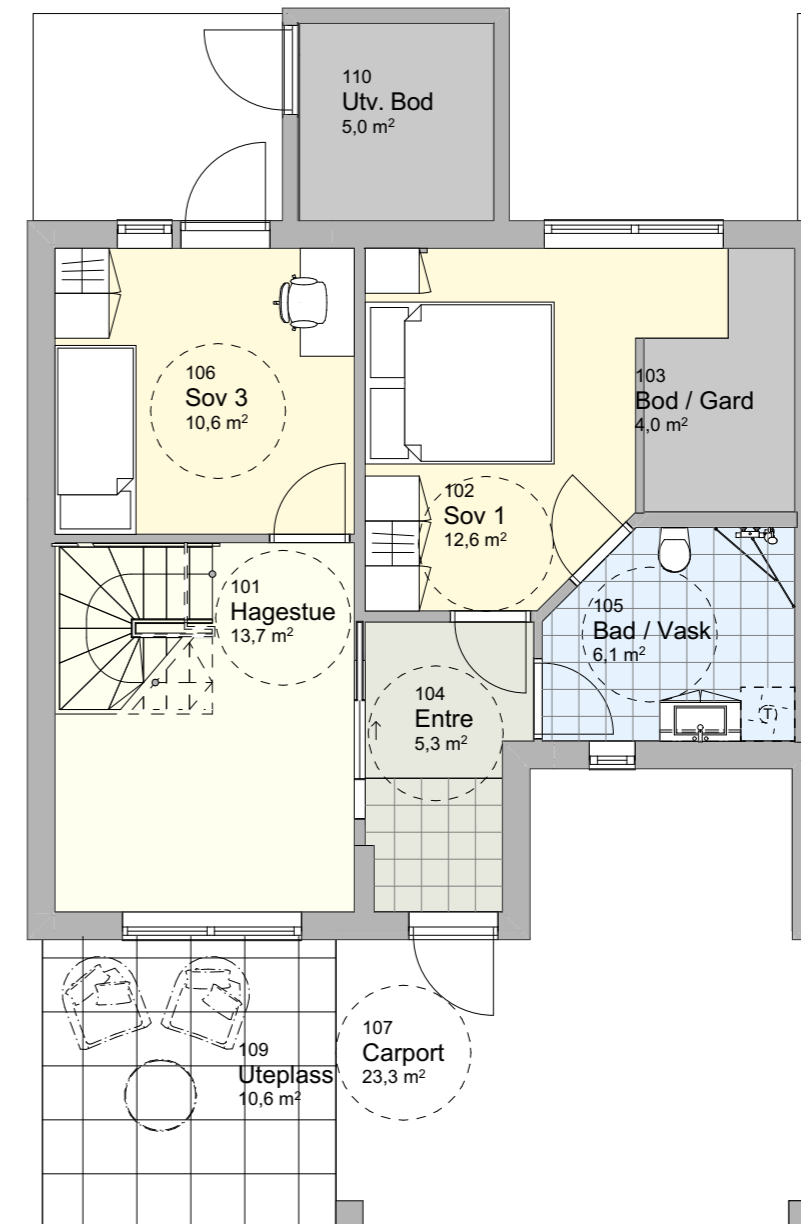 110
Utv. Bod
5,0 m²
106
Sov 3
10,6 m²
103
Bod / Gard
4,0 m²
102
Sov 1
12,6 m²
101
Hagestue
13,7 m²
105
Bad / Vask
6,1 m²
104
Entre
5,3 m²
T
107
Carport
23,3 m²
109
Uteplass
10,6 m²